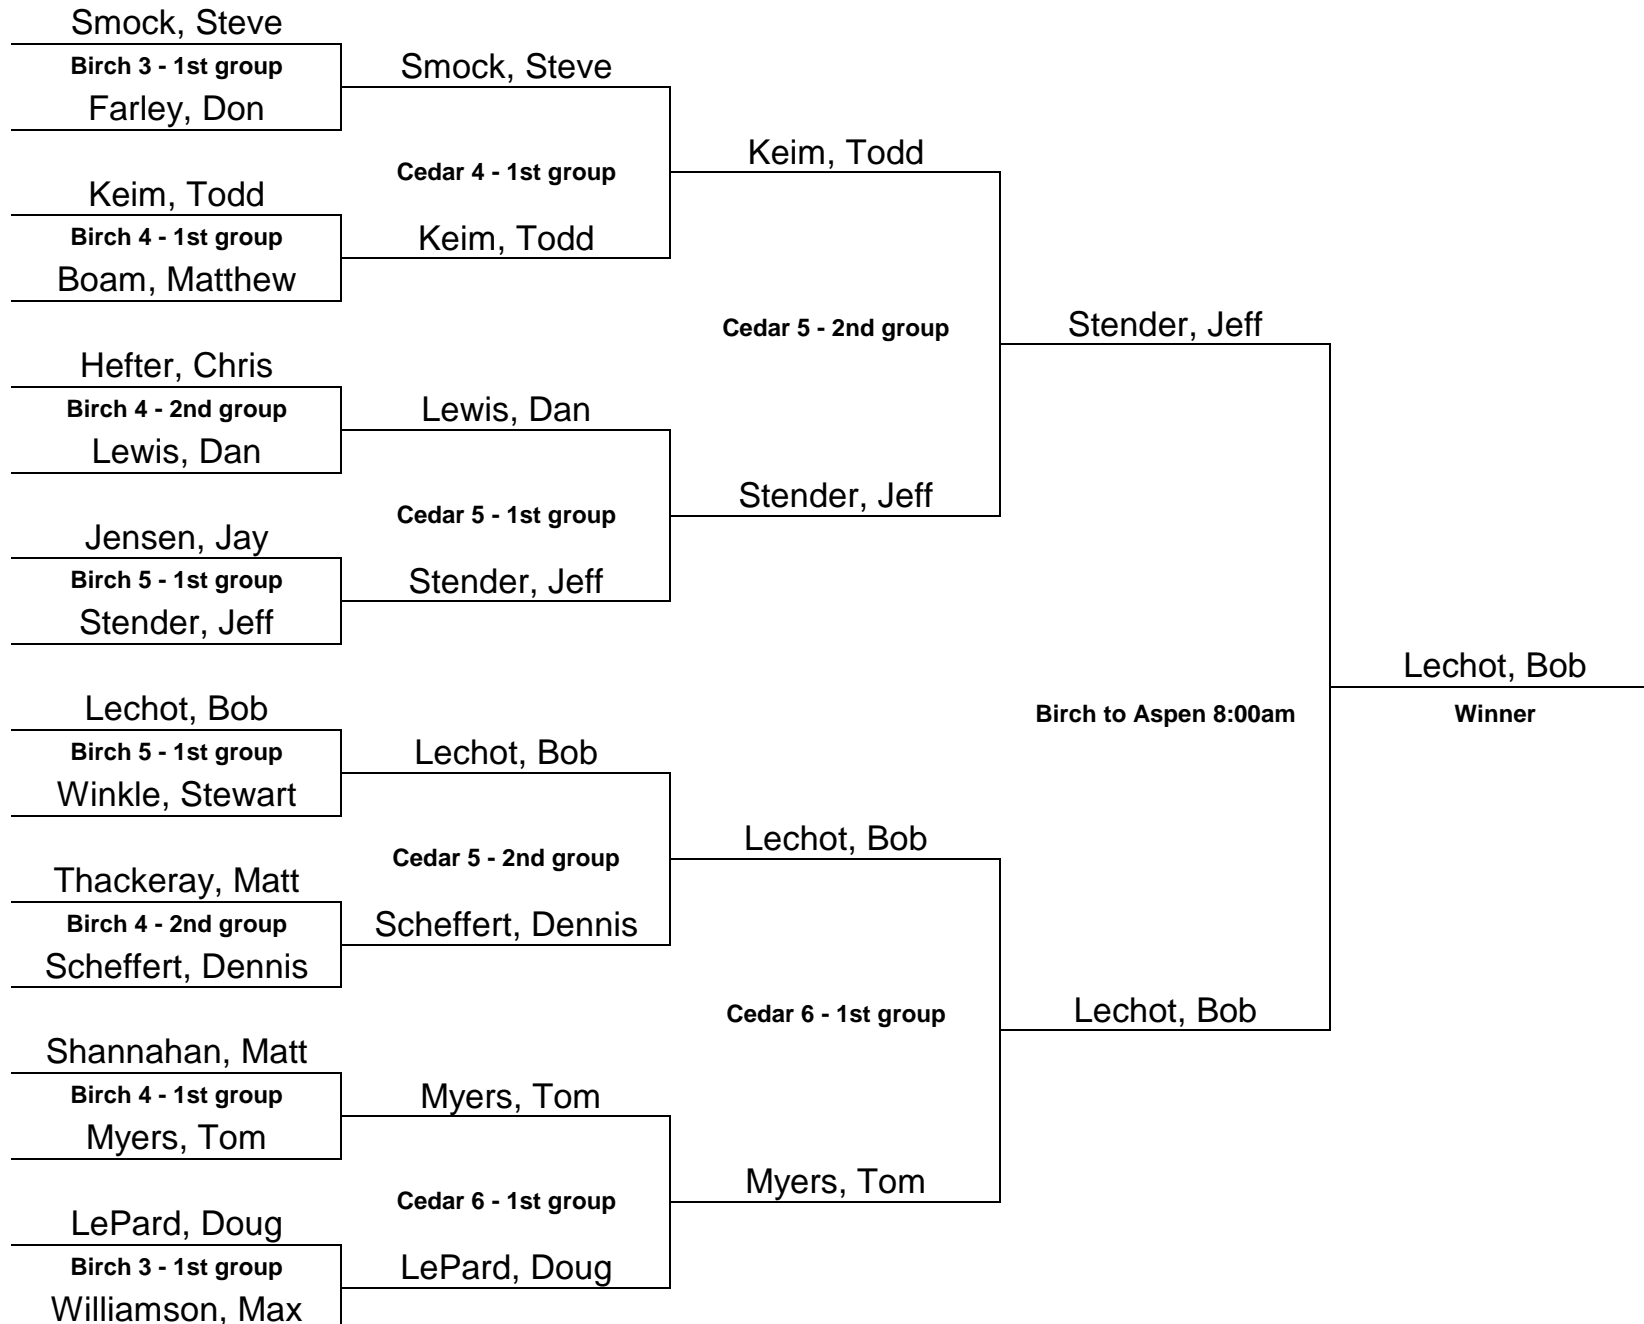 Smock, Steve
Birch 3 - 1st group
Farley, Don
Keim, Todd
Birch 4 - 1st group
Boam, Matthew
Hefter, Chris
Birch 4 - 2nd group
Lewis, Dan
Jensen, Jay
Birch 5 - 1st group
Stender, Jeff
Lechot, Bob
Birch 5 - 1st group
Winkle, Stewart
Thackeray, Matt
Birch 4 - 2nd group
Scheffert, Dennis
Shannahan, Matt
Birch 4 - 1st group
Myers, Tom
LePard, Doug
Birch 3 - 1st group
Williamson, Max
Smock, Steve
Cedar 4 - 1st group
Keim, Todd
Lewis, Dan
Cedar 5 - 1st group
Stender, Jeff
Lechot, Bob
Cedar 5 - 2nd group
Scheffert, Dennis
Myers, Tom
Cedar 6 - 1st group
LePard, Doug
Keim, Todd
Cedar 5 - 2nd group
Stender, Jeff
Lechot, Bob
Cedar 6 - 1st group
Myers, Tom
Stender, Jeff
Birch to Aspen 8:00am
Lechot, Bob
Lechot, Bob
Winner